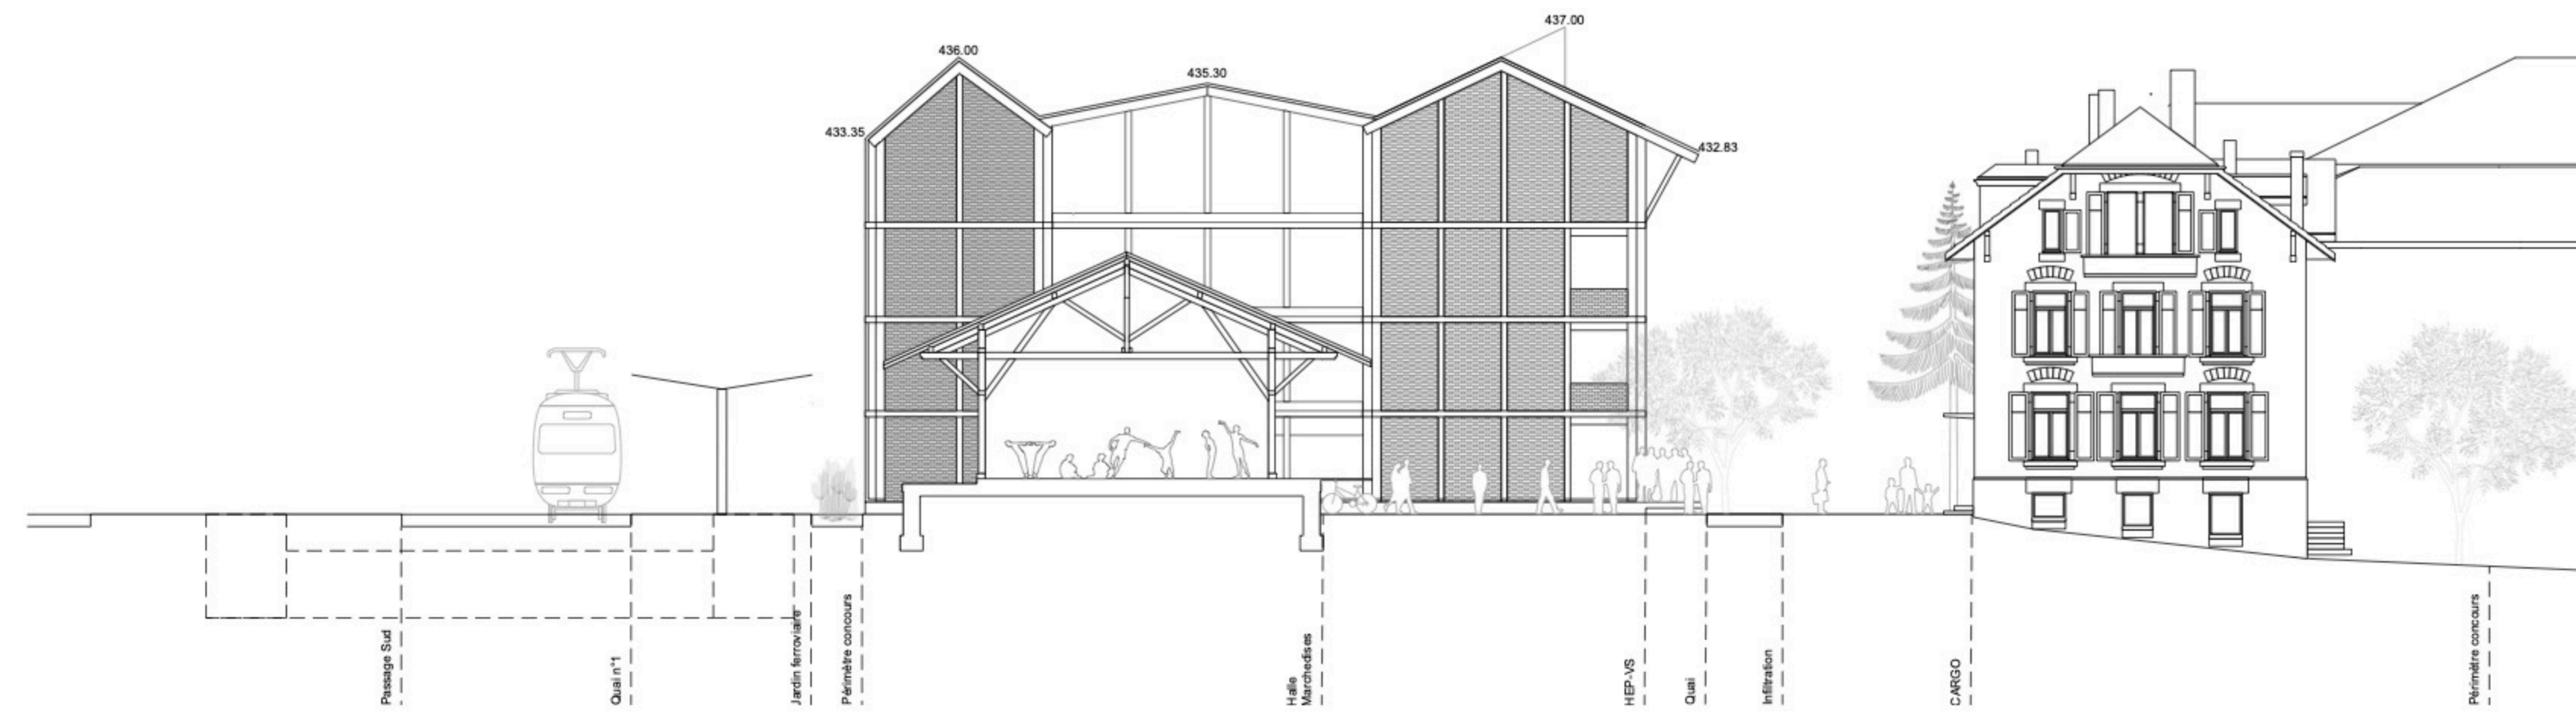 437.00
436.00
435.30
433.35
432.83
Passage Sud
Quai n°1
Jardin ferroviaire
Périmètre concours
Halle
Marchedises
HEP-VS
Quai
Infiltration
CARGO
Périmètre concours